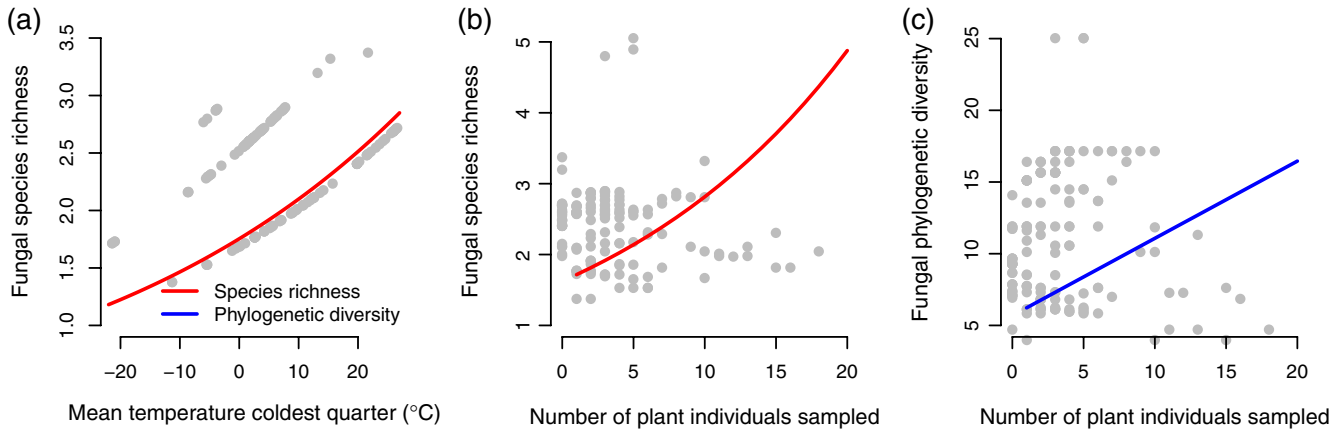 (a)
Fungal species richness
3.5
3.0
2.5
2.0
1.5
1.0
Species richness
Phylogenetic diversity
−20 −10 0 10 20
Mean temperature coldest quarter (°C)
(b)
Fungal species richness
5
4
3
2
1
0 5 10 15 20
Number of plant individuals sampled
(c)
Fungal phylogenetic diversity
25
20
15
10
5
0 5 10 15 20
Number of plant individuals sampled